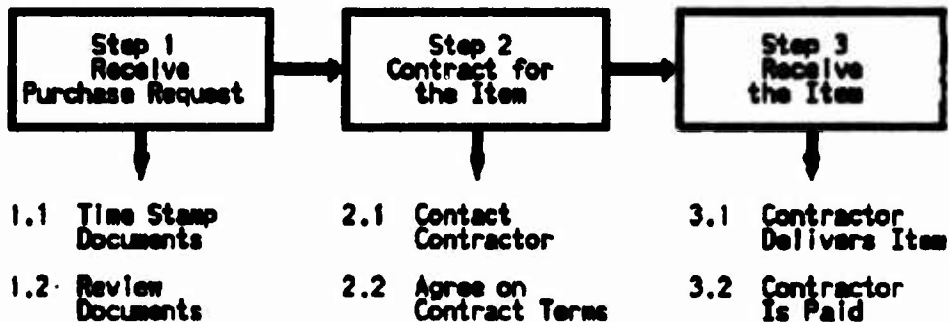 Step 1
Receive
Purchase Request
Step 2
Contract for
the Item
Step 3
Receive
the Item
1.1 Time Stamp
Documents
1.2 Review
Documents
2.1 Contact
Contractor
2.2 Agree on
Contract Terms
3.1 Contractor
Delivers Item
3.2 Contractor
Is Paid